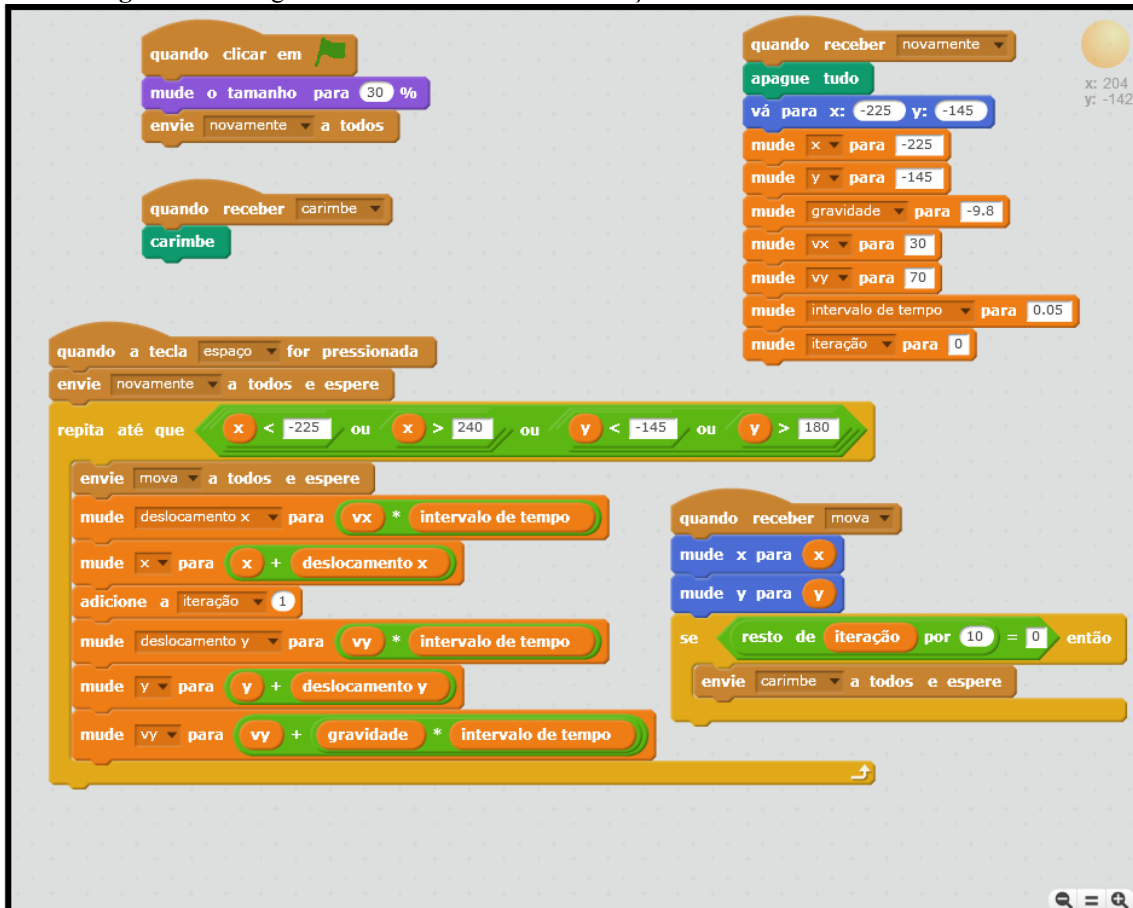 quando clicar em
mude o tamanho para 30 %
envie novamente a todos
quando receber carimbe
carimbe
quando receber novamente
apague tudo
vá para x: -225 y: -145
mude x para -225
mude y para -145
mude gravidade para -9.8
mude vx para 30
mude vy para 70
mude intervalo de tempo para 0.05
mude iteração para 0
x: 204
y: -142
quando a tecla espaço for pressionada
envie novamente a todos e espere
repita até que x < -225 ou x > 240 ou y < -145 ou y > 180
envie mova a todos e espere
mude deslocamento x para vx * intervalo de tempo
mude x para x + deslocamento x
adicione a iteração 1
mude deslocamento y para vy * intervalo de tempo
mude y para y + deslocamento y
mude vy para vy + gravidade * intervalo de tempo
quando receber mova
mude x para x
mude y para y
se resto de iteração por 10 = 0 então
envie carimbe a todos e espere